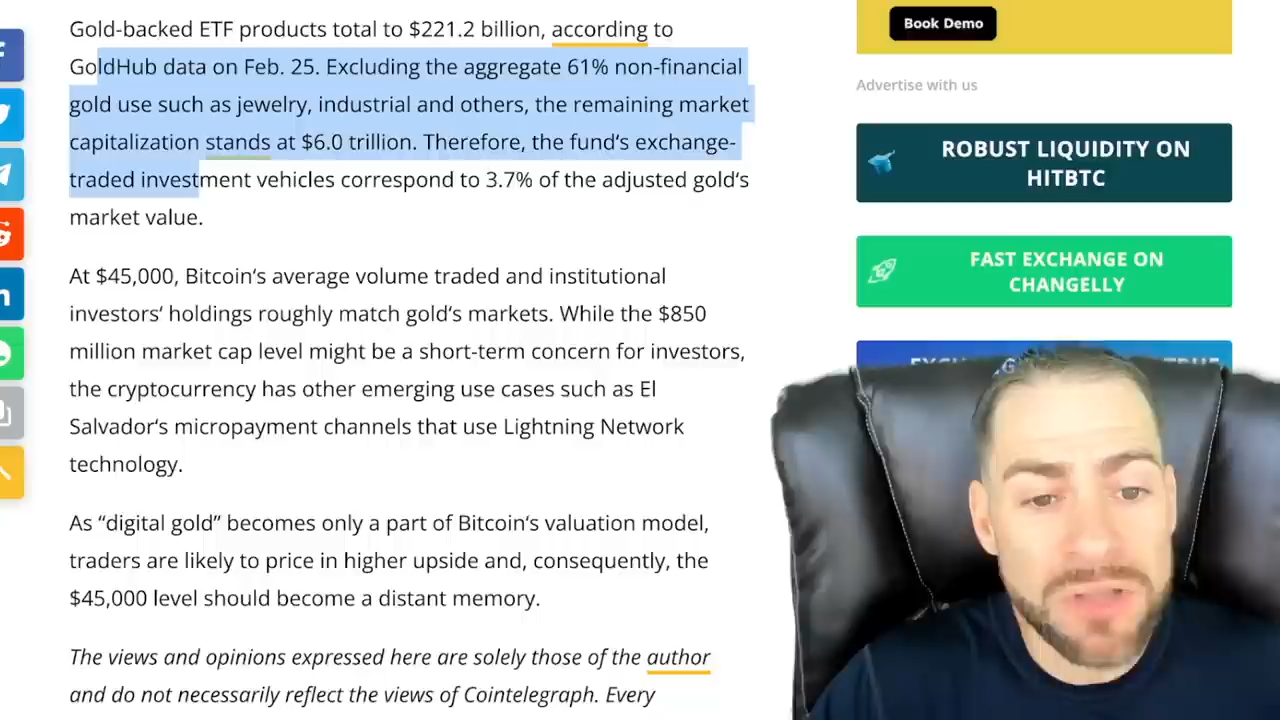 Gold-backed ETF products total to $221.2 billion, according to
GoldHub data on Feb. 25. Excluding the aggregate 61% non-financial
gold use such as jewelry, industrial and others, the remaining market
capitalization stands at $6.0 trillion. Therefore, the fund's exchange-
traded investment vehicles correspond to 3.7% of the adjusted gold's
market value.
At $45,000, Bitcoin's average volume traded and institutional
investors' holdings roughly match gold's markets. While the $850
million market cap level might be a short-term concern for investors,
the cryptocurrency has other emerging use cases such as El
Salvador's micropayment channels that use Lightning Network
technology.
As “digital gold” becomes only a part of Bitcoin's valuation model,
traders are likely to price in higher upside and, consequently, the
$45,000 level should become a distant memory.
The views and opinions expressed here are solely those of the author
and do not necessarily reflect the views of Cointelegraph. Every
Book Demo
Advertise with us
ROBUST LIQUIDITY ON
HITBTC
FAST EXCHANGE ON
CHANGELLY